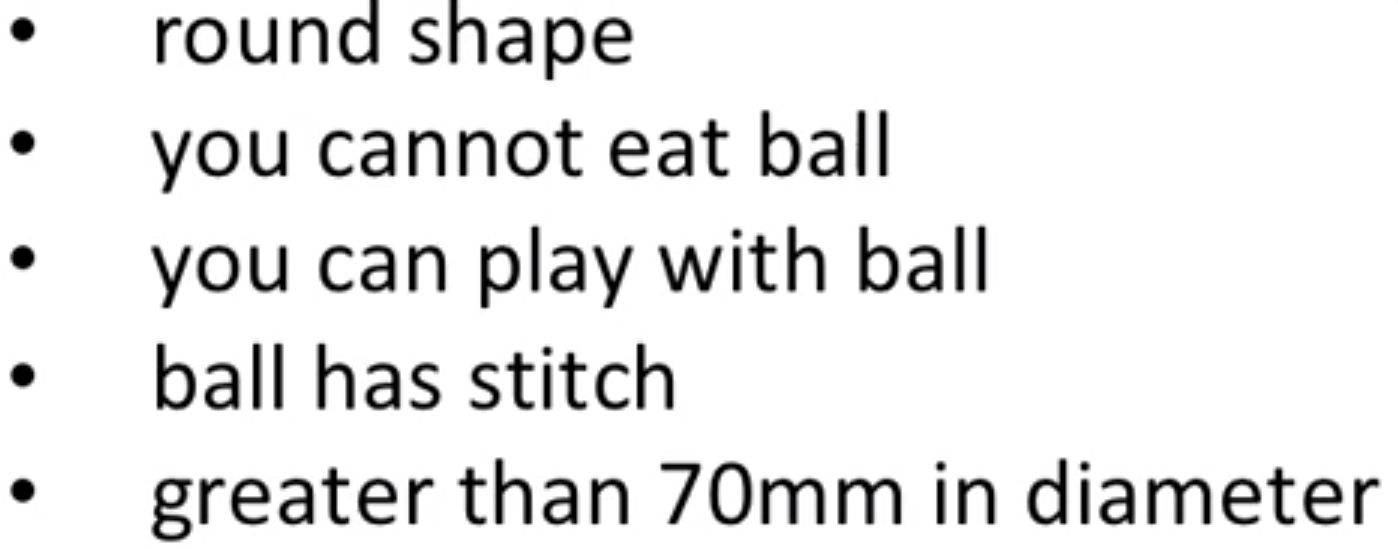 • round shape
• you cannot eat ball
• you can play with ball
• ball has stitch
• greater than 70mm in diameter